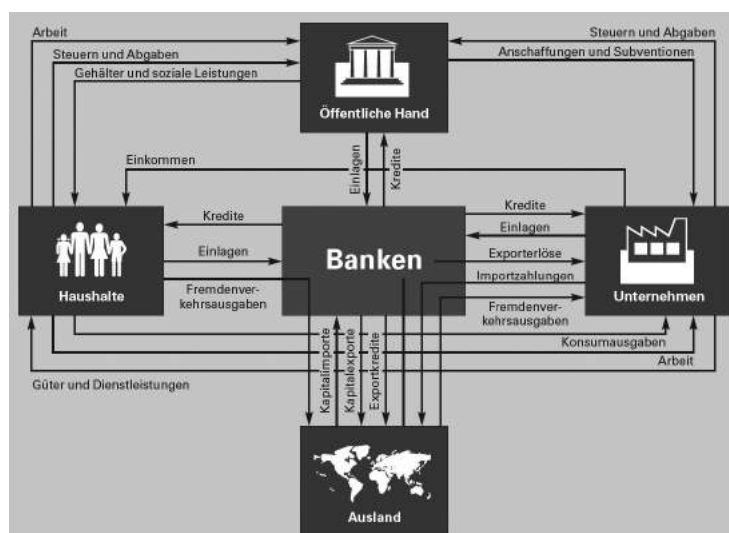 Arbeit
Steuern und Abgaben
Steuern und Abgaben
Anschaffungen und Subventionen
Gehälter und soziale Leistungen
Öffentliche Hand
Einlagen
Kredite
Einkommen
Kredite
Kredite
Einlagen
Einlagen
Banken
Exporterlöse
Haushalte
Fremdenver-
kehrsausgaben
Importzahlungen
Unternehmen
Fremdenver-
kehrsausgaben
Konsumausgaben
Arbeit
Güter und Dienstleistungen
Kapitalimporte
Kapitalexporte
Exportkredite
Ausland